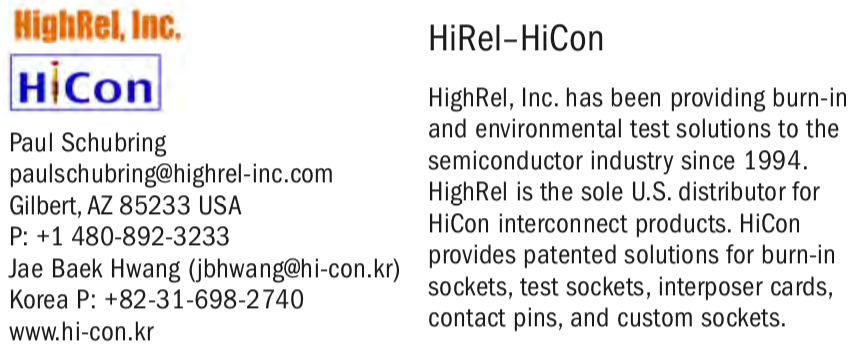 HighRel, Inc.
HiCon
Paul Schubring
paulschubring@highrel-inc.com
Gilbert, AZ 85233 USA
P: +1 480-892-3233
Jae Baek Hwang (jbhwang@hi-con.kr)
Korea P: +82-31-698-2740
www.hi-con.kr
HiRel–HiCon
HighRel, Inc. has been providing burn-in
and environmental test solutions to the
semiconductor industry since 1994.
HighRel is the sole U.S. distributor for
HiCon interconnect products. HiCon
provides patented solutions for burn-in
sockets, test sockets, interposer cards,
contact pins, and custom sockets.